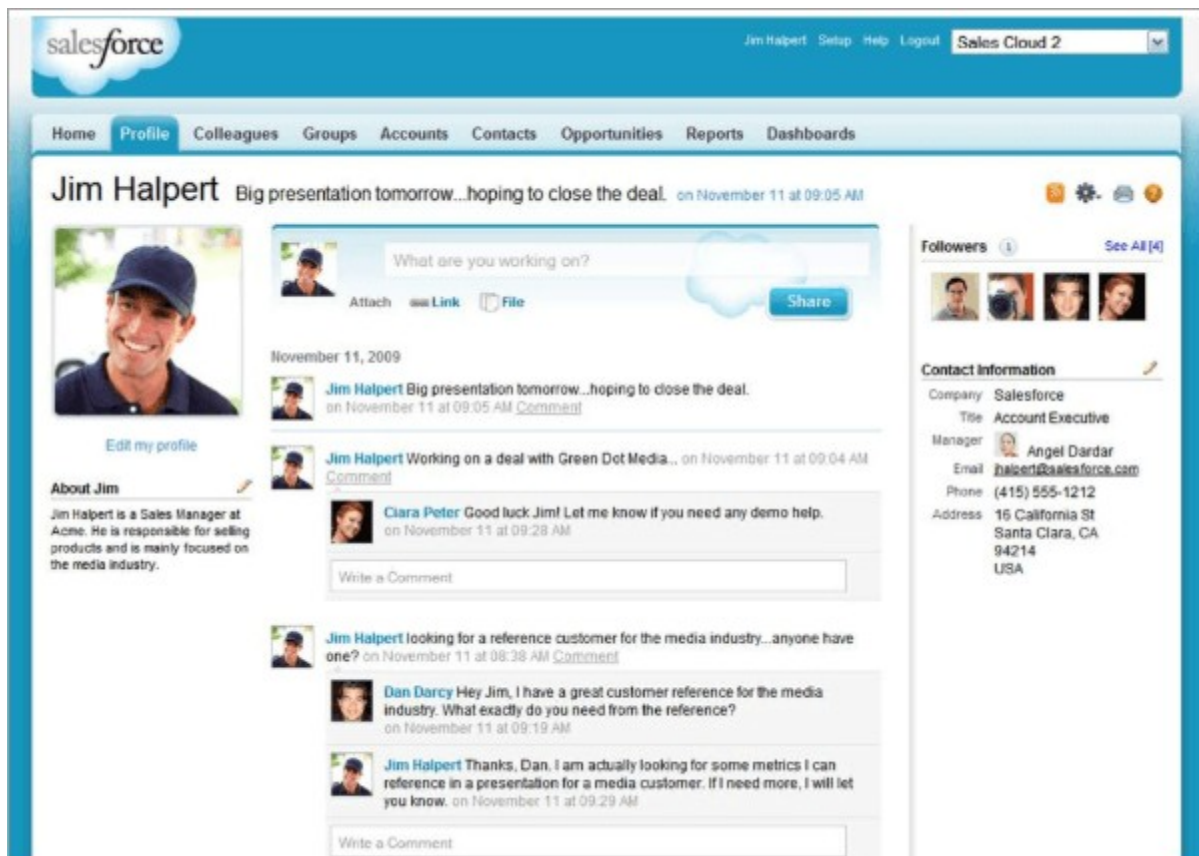 salesforce
Jim Halpert Setup Help Logout Sales Cloud 2
Home Profile Colleagues Groups Accounts Contacts Opportunities Reports Dashboards
Jim Halpert Big presentation tomorrow...hoping to close the deal. on November 11 at 09:05 AM
Edit my profile
About Jim
Jim Halpert is a Sales Manager at
Acme. He is responsible for selling
products and is mainly focused on
the media industry.
What are you working on?
Attach Link File
Share
November 11, 2009
Jim Halpert Big presentation tomorrow...hoping to close the deal.
on November 11 at 09:05 AM Comment
Jim Halpert Working on a deal with Green Dot Media... on November 11 at 09:04 AM
Comment
Ciara Peter Good luck Jim! Let me know if you need any demo help.
on November 11 at 09:28 AM
Write a Comment
Jim Halpert looking for a reference customer for the media industry...anyone have
one? on November 11 at 08:38 AM Comment
Dan Darcy Hey Jim, I have a great customer reference for the media
industry. What exactly do you need from the reference?
on November 11 at 09:19 AM
Jim Halpert Thanks, Dan. I am actually looking for some metrics I can
reference in a presentation for a media customer. If I need more, I will let
you know. on November 11 at 09:29 AM
Write a Comment
Followers See All [4]
Contact Information
Company Salesforce
Title Account Executive
Manager Angel Dardar
Email jhalpert@salesforce.com
Phone (415) 555-1212
Address 16 California St
Santa Clara, CA
94214
USA